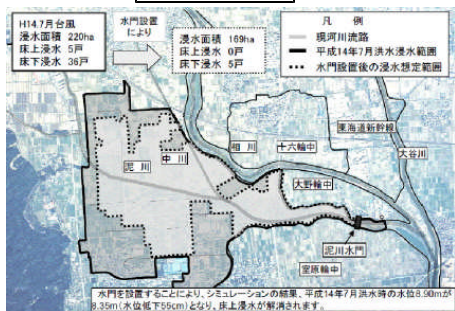 H14.7月台風
浸水面積 220ha
床上浸水 5戸
床下浸水 36戸
水門設置
により
浸水面積 169ha
床上浸水 0戸
床下浸水 5戸
凡 例
現河川流路
平成14年7月洪水浸水範囲
水門設置後の浸水想定範囲
東海道新幹線
大谷川
相 川
十六輪中
中 川
泥 川
大野輪中
泥川水門
室原輪中
水門を設置することにより、シミュレーションの結果、平成14年7月洪水時の水位8.90mが
8.35m(水位低下55cm)となり、床上浸水が解消されます。